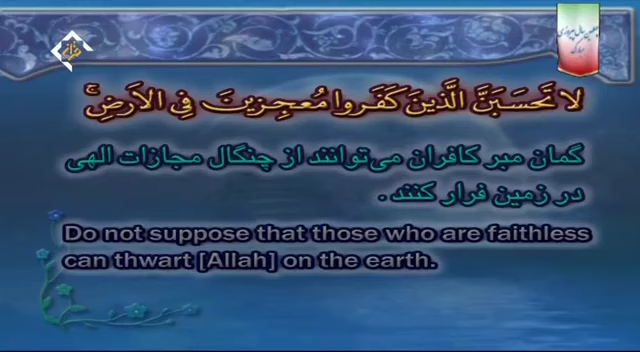 لَا تَحْسَبَنَّ الَّذِينَ كَفَرُوا مُعْجِزِينَ فِي الْأَرْضِ ۚ
گمان مبر کافران می‌توانند از چنگال مجازات الهی
در زمین فرار کنند.
Do not suppose that those who are faithless
can thwart [Allah] on the earth.